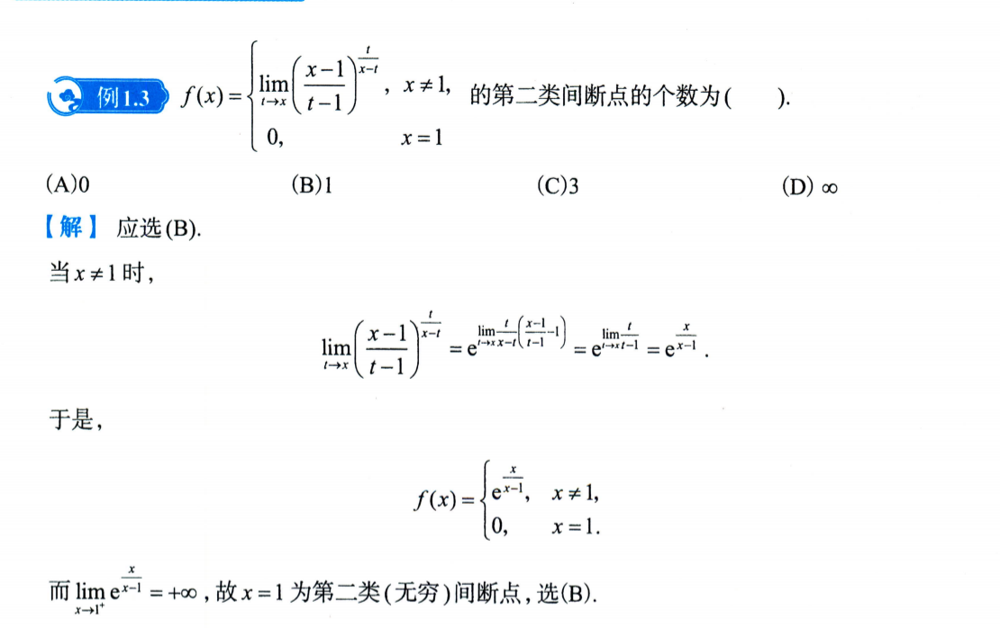 例1.3 $f(x)=\begin{cases}\lim\limits_{t\to x}\left(\dfrac{x-1}{t-1}\right)^{\frac{t}{x-t}}, & x\neq 1,\\ 0, & x=1\end{cases}$ 的第二类间断点的个数为(  ).
(A)0 (B)1 (C)3 (D) ∞
【解】 应选(B).
当 $x\neq 1$ 时,
$\lim\limits_{t\to x}\left(\dfrac{x-1}{t-1}\right)^{\frac{t}{x-t}}=\mathrm{e}^{\lim\limits_{t\to x}\frac{t}{x-t}\left(\frac{x-1}{t-1}-1\right)}=\mathrm{e}^{\lim\limits_{t\to x}\frac{t}{t-1}}=\mathrm{e}^{\frac{x}{x-1}}.$
于是,
$f(x)=\begin{cases}\mathrm{e}^{\frac{x}{x-1}}, & x\neq 1,\\ 0, & x=1.\end{cases}$
而 $\lim\limits_{x\to 1^+}\mathrm{e}^{\frac{x}{x-1}}=+\infty$ ,故 $x=1$ 为第二类(无穷)间断点,选(B).